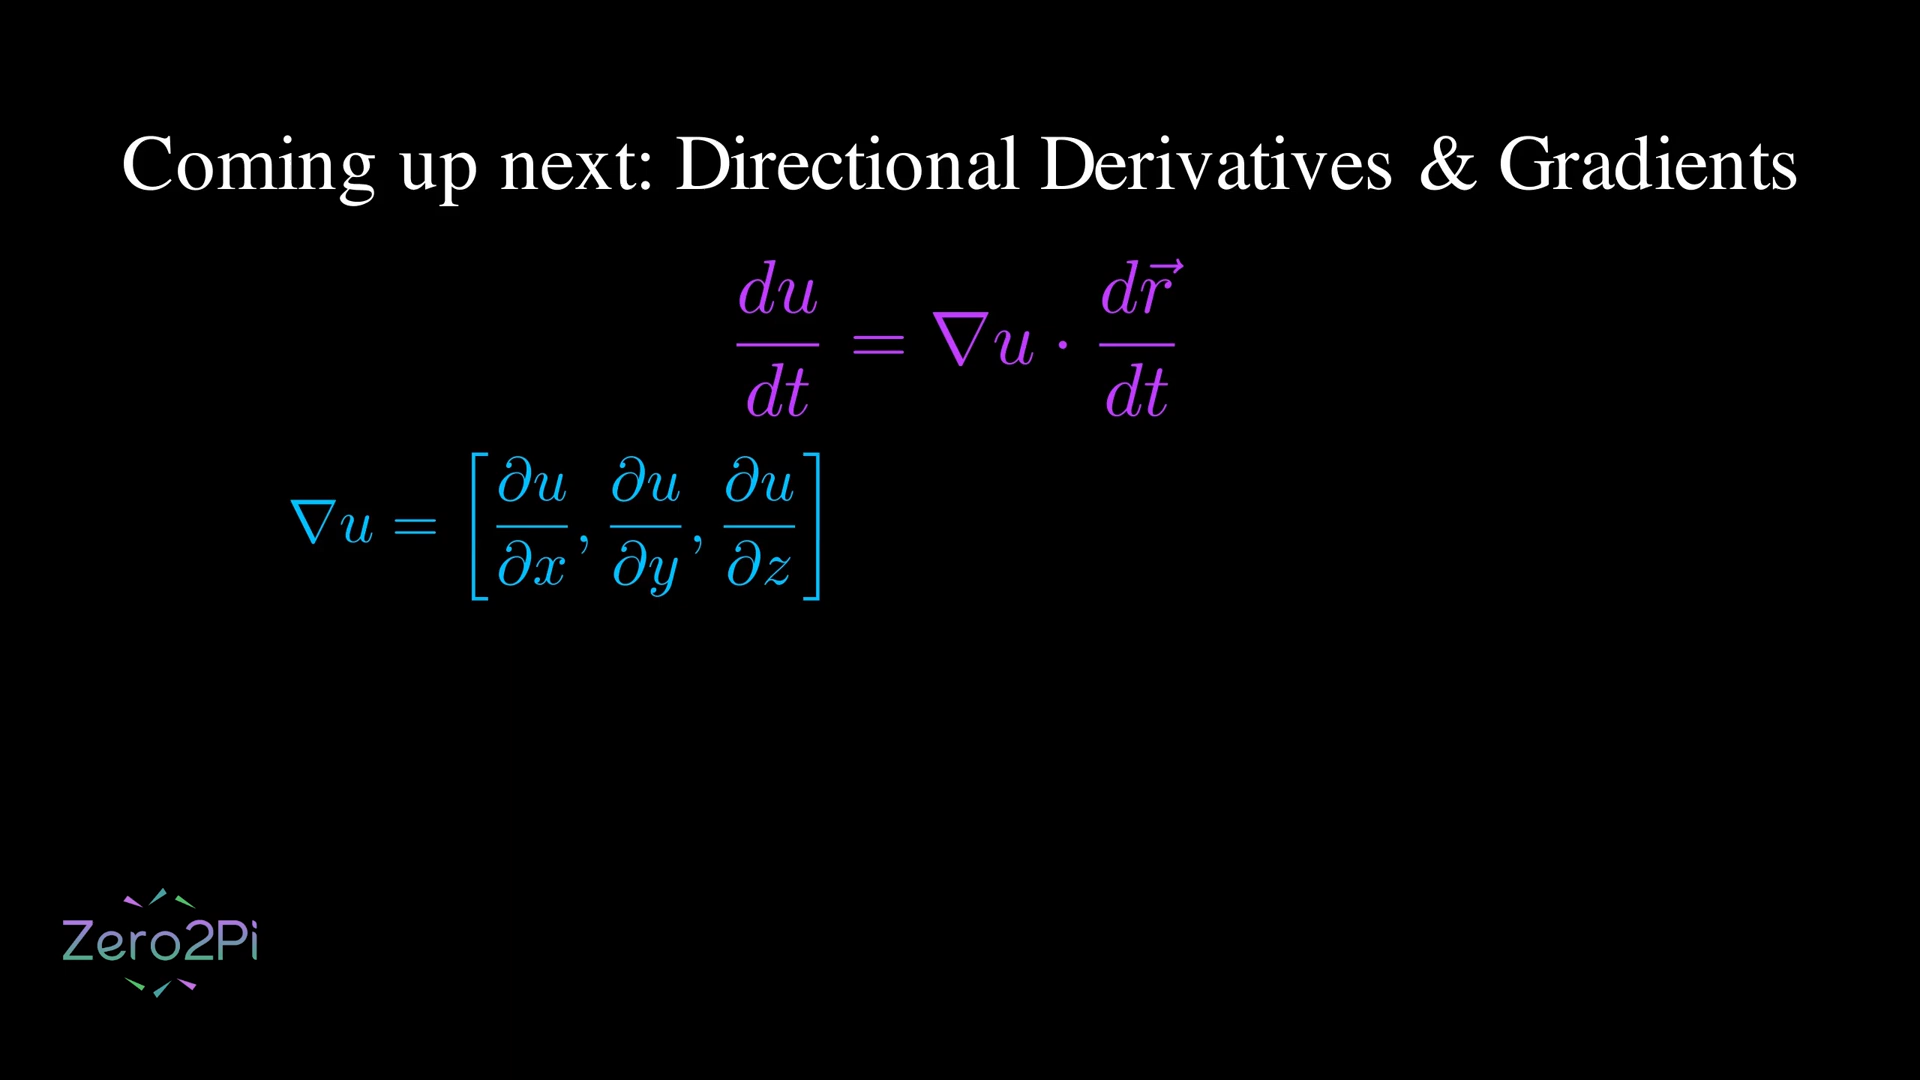 Coming up next: Directional Derivatives & Gradients
du/dt = ∇u · dr⃗/dt
∇u = [∂u/∂x, ∂u/∂y, ∂u/∂z]
Zero2Pi